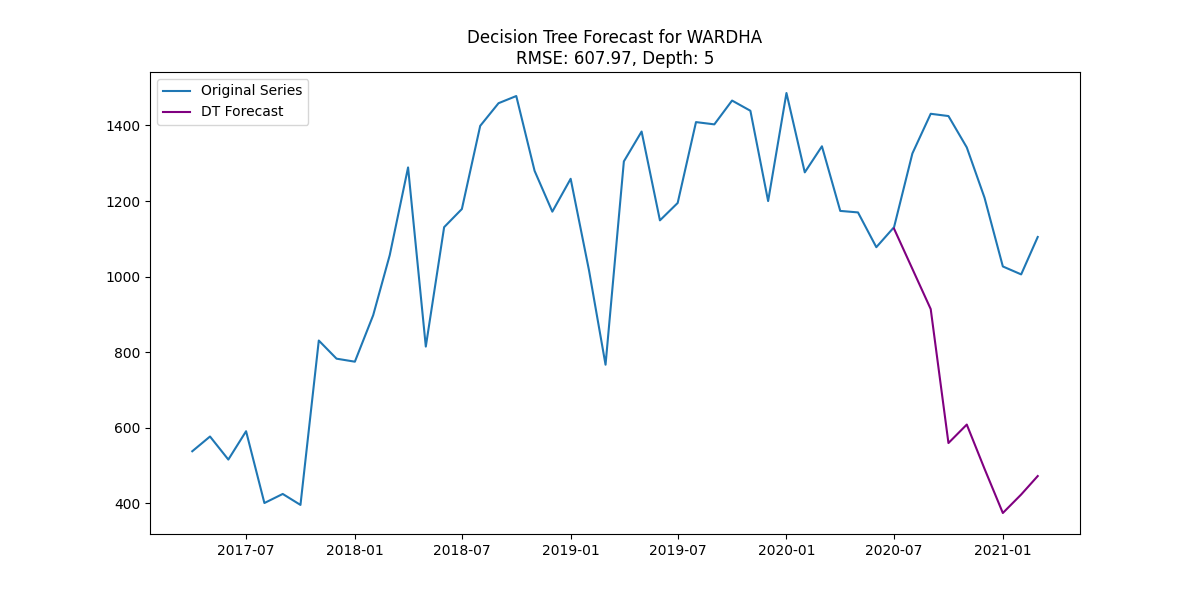 Decision Tree Forecast for WARDHA
RMSE: 607.97, Depth: 5
Original Series
DT Forecast
1400
1200
1000
800
600
400
2017-07 2018-01 2018-07 2019-01 2019-07 2020-01 2020-07 2021-01